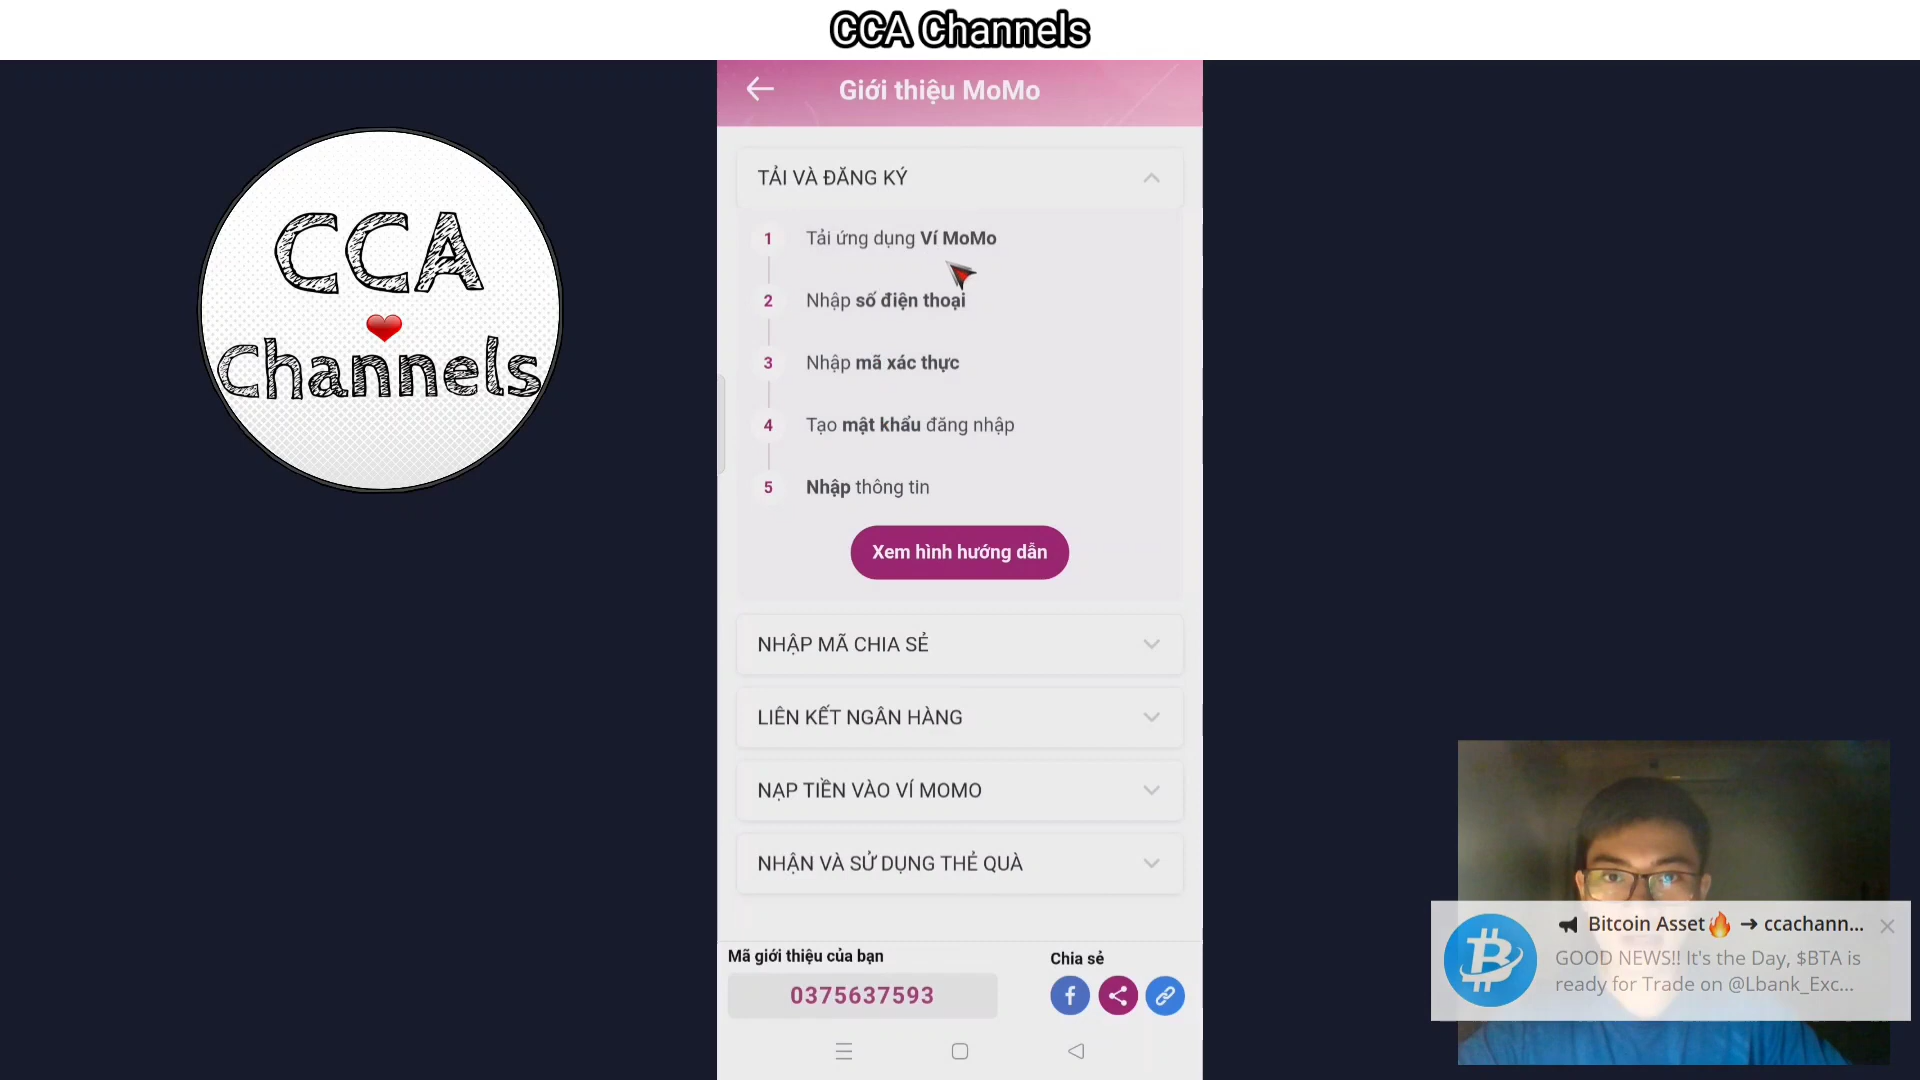 CCA Channels
CCA
Channels
Giới thiệu MoMo
TẢI VÀ ĐĂNG KÝ
1 Tải ứng dụng Ví MoMo
2 Nhập số điện thoại
3 Nhập mã xác thực
4 Tạo mật khẩu đăng nhập
5 Nhập thông tin
Xem hình hướng dẫn
NHẬP MÃ CHIA SẺ
LIÊN KẾT NGÂN HÀNG
NẠP TIỀN VÀO VÍ MOMO
NHẬN VÀ SỬ DỤNG THẺ QUÀ
Mã giới thiệu của bạn
0375637593
Chia sẻ
Bitcoin Asset🔥 ➜ ccachann...
GOOD NEWS!! It's the Day, $BTA is
ready for Trade on @Lbank_Exc...